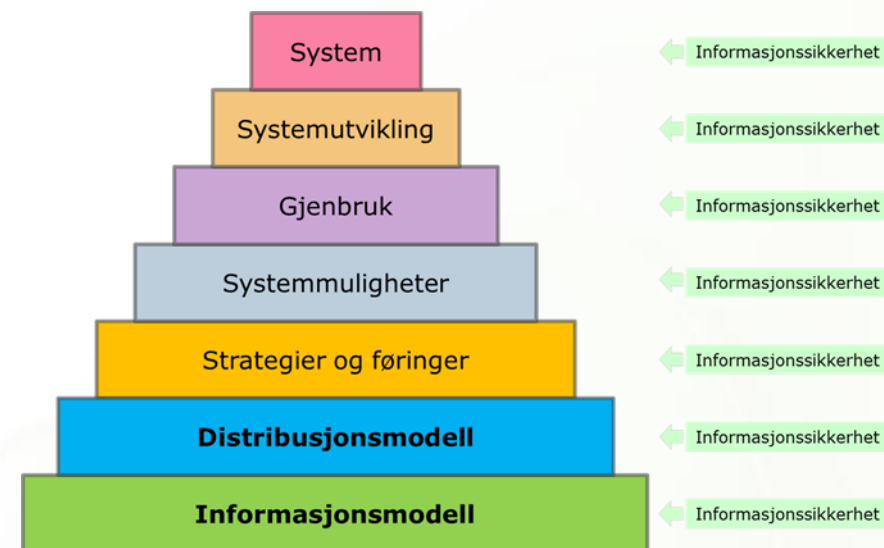 System
Informasjonssikkerhet
Systemutvikling
Informasjonssikkerhet
Gjenbruk
Informasjonssikkerhet
Systemmuligheter
Informasjonssikkerhet
Strategier og føringer
Informasjonssikkerhet
Distribusjonsmodell
Informasjonssikkerhet
Informasjonsmodell
Informasjonssikkerhet